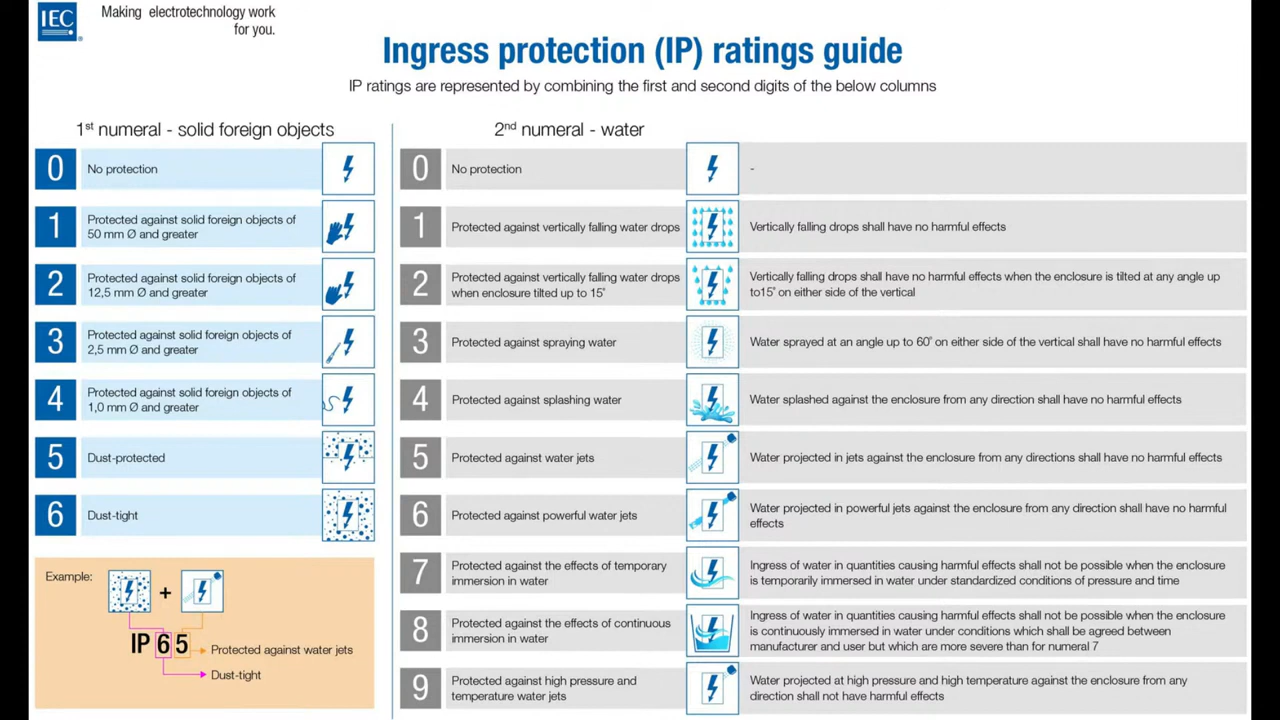 IEC
®
Making electrotechnology work
for you.
Ingress protection (IP) ratings guide
IP ratings are represented by combining the first and second digits of the below columns
1st numeral - solid foreign objects
0
No protection
1
Protected against solid foreign objects of
50 mm Ø and greater
2
Protected against solid foreign objects of
12,5 mm Ø and greater
3
Protected against solid foreign objects of
2,5 mm Ø and greater
4
Protected against solid foreign objects of
1,0 mm Ø and greater
5
Dust-protected
6
Dust-tight
Example:
+
IP 6 5
Protected against water jets
Dust-tight
2nd numeral - water
0
No protection
-
1
Protected against vertically falling water drops
Vertically falling drops shall have no harmful effects
2
Protected against vertically falling water drops
when enclosure tilted up to 15˚
Vertically falling drops shall have no harmful effects when the enclosure is tilted at any angle up
to15˚ on either side of the vertical
3
Protected against spraying water
Water sprayed at an angle up to 60˚ on either side of the vertical shall have no harmful effects
4
Protected against splashing water
Water splashed against the enclosure from any direction shall have no harmful effects
5
Protected against water jets
Water projected in jets against the enclosure from any directions shall have no harmful effects
6
Protected against powerful water jets
Water projected in powerful jets against the enclosure from any direction shall have no harmful
effects
7
Protected against the effects of temporary
immersion in water
Ingress of water in quantities causing harmful effects shall not be possible when the enclosure
is temporarily immersed in water under standardized conditions of pressure and time
8
Protected against the effects of continuous
immersion in water
Ingress of water in quantities causing harmful effects shall not be possible when the enclosure
is continuously immersed in water under conditions which shall be agreed between
manufacturer and user but which are more severe than for numeral 7
9
Protected against high pressure and
temperature water jets
Water projected at high pressure and high temperature against the enclosure from any
direction shall not have harmful effects